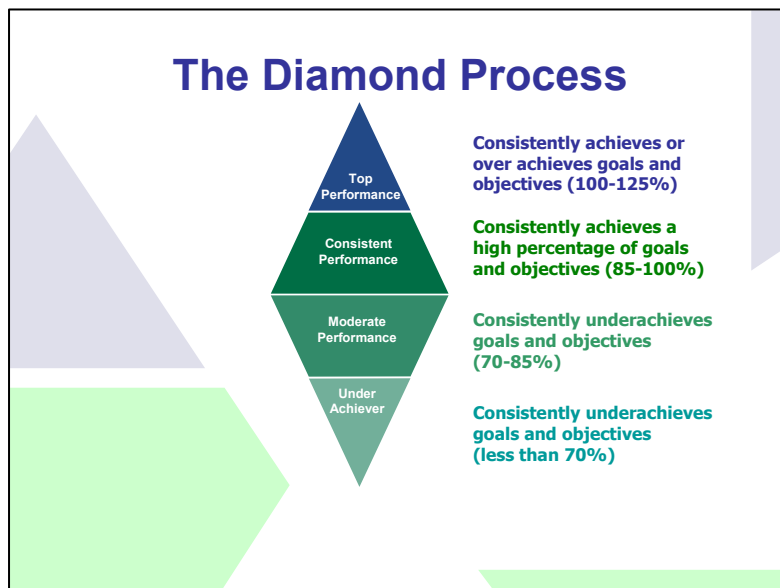 The Diamond Process
Top
Performance
Consistently achieves or
over achieves goals and
objectives (100-125%)
Consistent
Performance
Consistently achieves a
high percentage of goals
and objectives (85-100%)
Moderate
Performance
Consistently underachieves
goals and objectives
(70-85%)
Under
Achiever
Consistently underachieves
goals and objectives
(less than 70%)